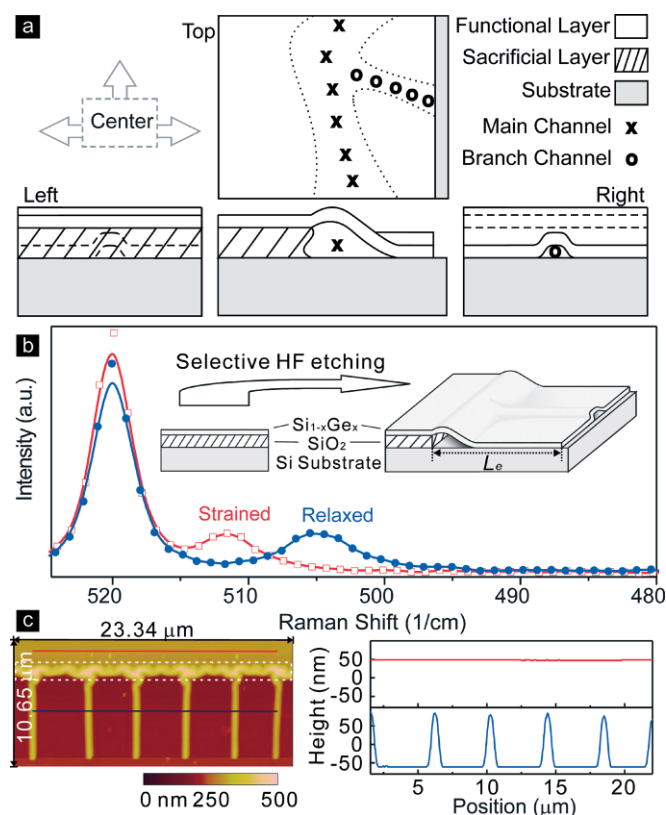 a
Top
Functional Layer
Sacrificial Layer
Substrate
Main Channel x
Branch Channel o
Center
x
x
x
x
x
x
o o o o o
Left
Right
x
o
b
Selective HF etching
Si1-xGex
SiO2
Si Substrate
Le
Strained
Relaxed
Intensity (a.u.)
520 510 500 490 480
Raman Shift (1/cm)
c
23.34 µm
10.65 µm
0 nm 250 500
Height (nm)
50
0
-50
50
0
-50
5 10 15 20
Position (µm)